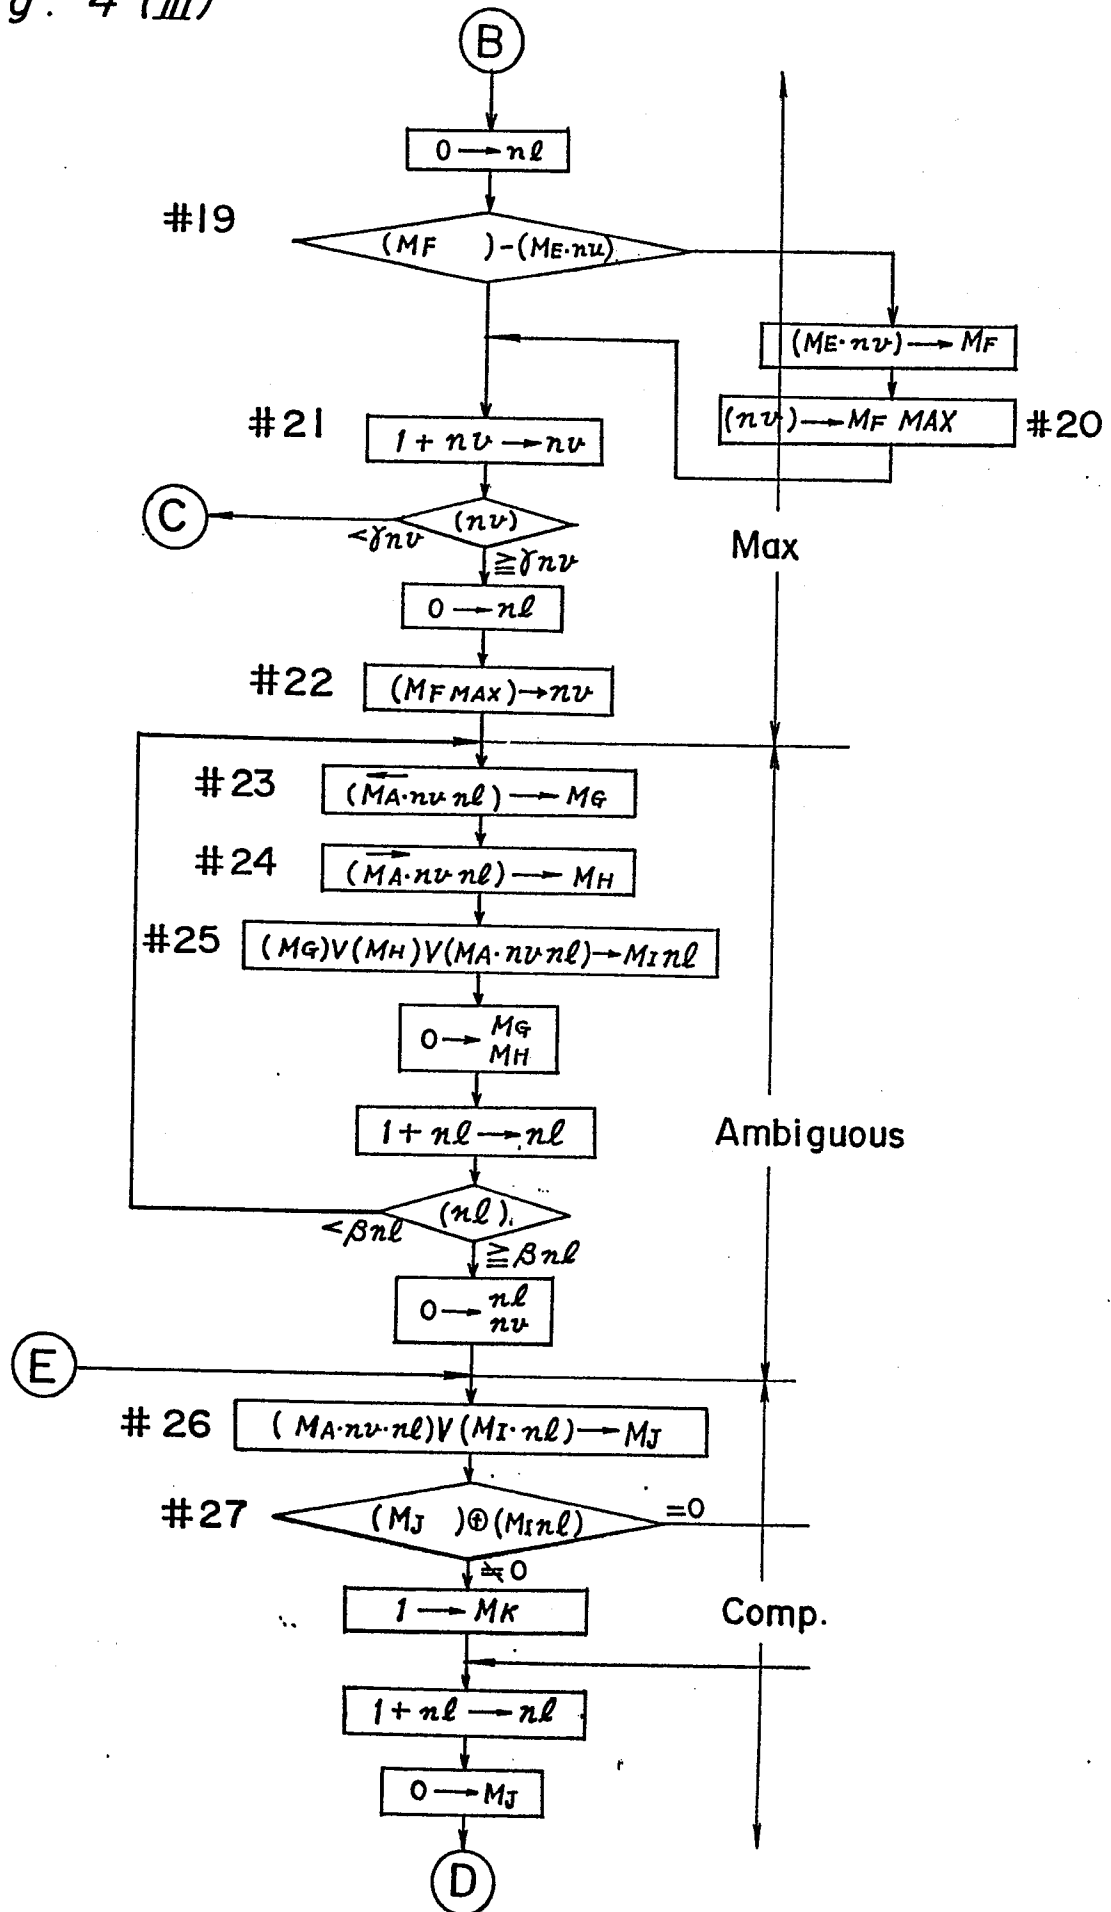 g. 4 (III)
B
0 → nl
#19
(MF )-(ME·nu)
(ME·nv) → MF
(nv) → MF MAX
#20
#21
1 + nv → nv
C
(nv)
<γnv
≧γnv
Max
0 → nl
#22
(MF MAX) → nv
#23
(MA·nv nl) → MG
#24
(MA·nv nl) → MH
#25
(MG)V(MH)V(MA·nv nl) → MI nl
0 → MG
MH
1 + nl → nl
Ambiguous
(nl)
<βnl
≧βnl
0 → nl
nv
E
#26
(MA·nv·nl)V(MI·nl) → MJ
#27
(MJ )⊕(MI nl)
=0
≠0
1 → MK
Comp.
1 + nl → nl
0 → MJ
D